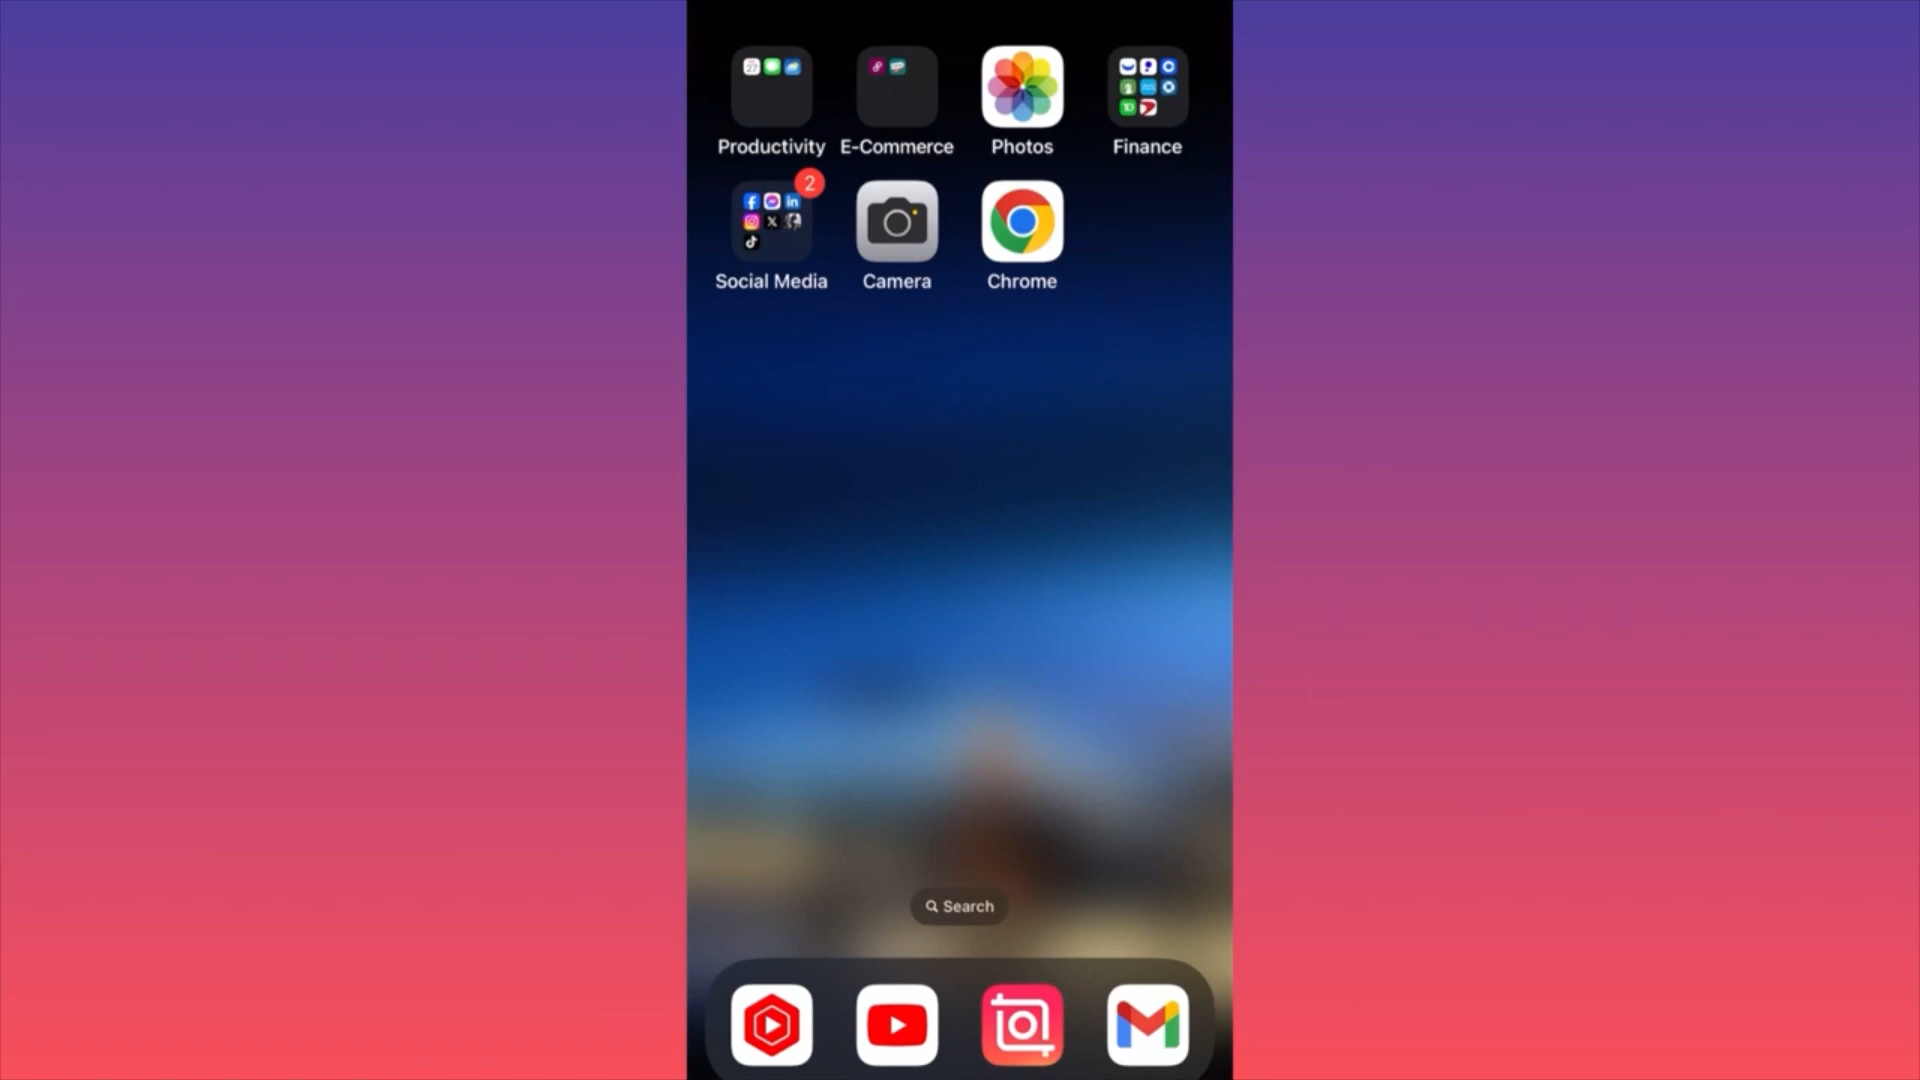 Productivity
E-Commerce
Photos
Finance
2
Social Media
Camera
Chrome
Search